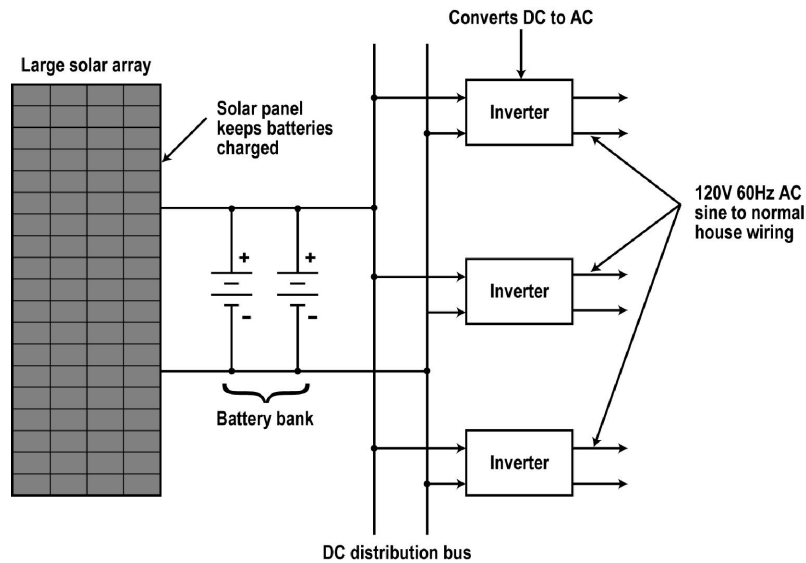 Converts DC to AC
Large solar array
Solar panel
keeps batteries
charged
Inverter
120V 60Hz AC
sine to normal
house wiring
+
+
Inverter
-
-
Battery bank
Inverter
DC distribution bus